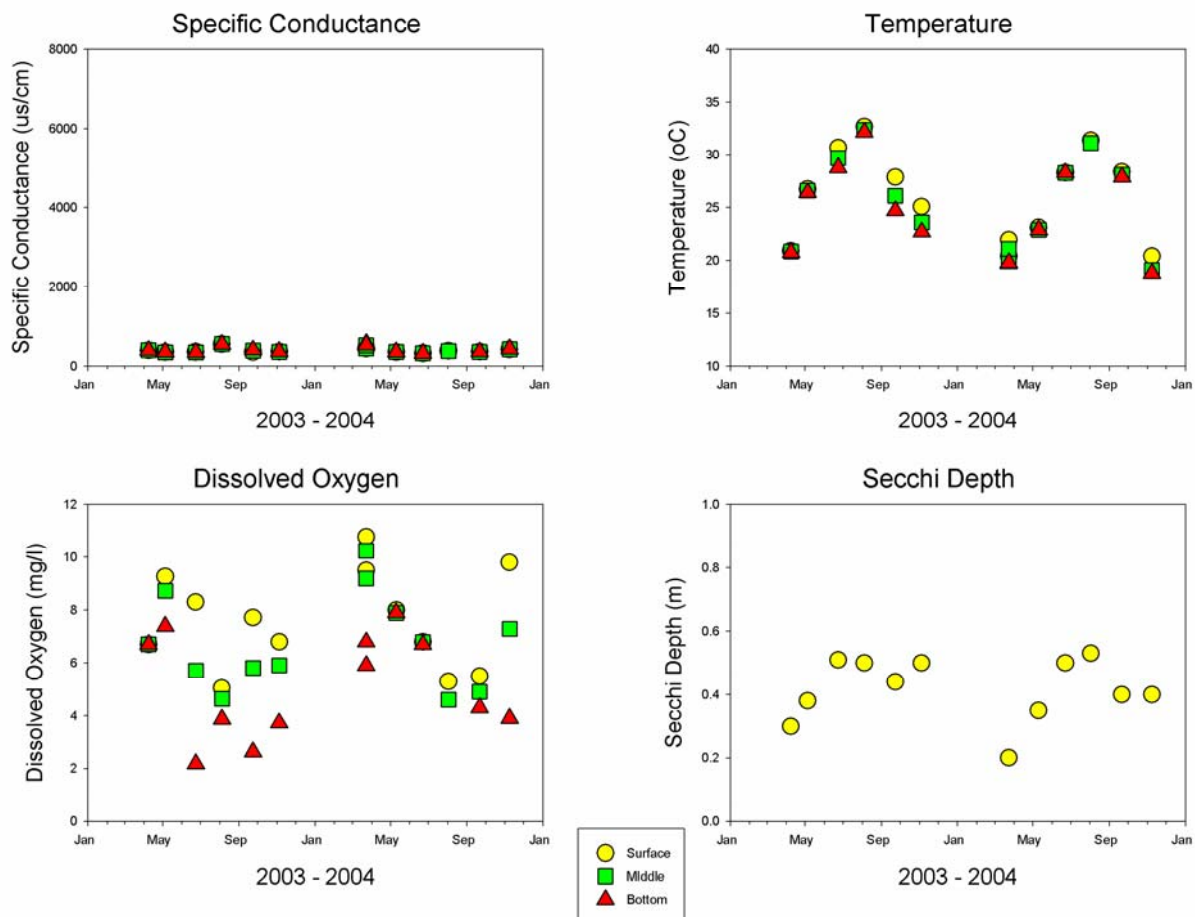 Specific Conductance
Specific Conductance (us/cm)
8000
6000
4000
2000
0
Jan May Sep Jan May Sep Jan
2003 - 2004
Temperature
Temperature (oC)
40
35
30
25
20
15
10
Jan May Sep Jan May Sep Jan
2003 - 2004
Dissolved Oxygen
Dissolved Oxygen (mg/l)
12
10
8
6
4
2
0
Jan May Sep Jan May Sep Jan
2003 - 2004
Secchi Depth
Secchi Depth (m)
1.0
0.8
0.6
0.4
0.2
0.0
Jan May Sep Jan May Sep Jan
2003 - 2004
Surface
MIddle
Bottom